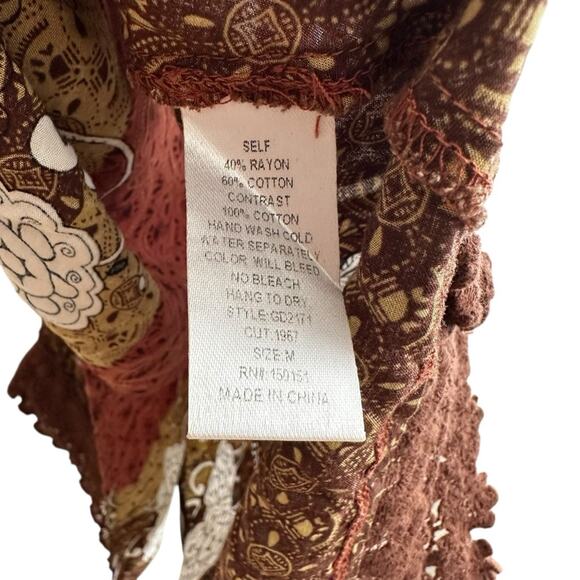 SELF
40% RAYON
60% COTTON
CONTRAST
100% COTTON
HAND WASH COLD
WATER SEPARATELY
COLOR WILL BLEED
NO BLEACH
HANG TO DRY
STYLE:GD2171
CUT:1967
SIZE:M
RN#:150151
MADE IN CHINA